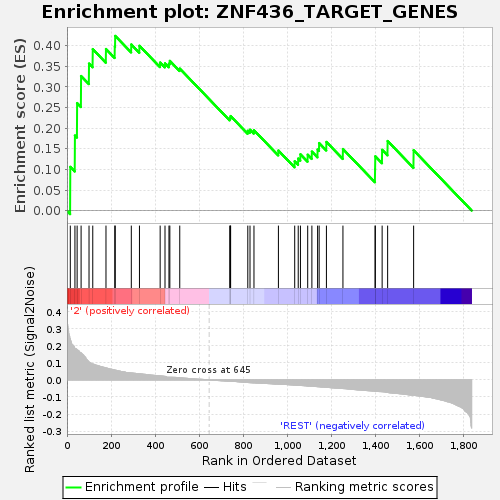 Enrichment plot: ZNF436_TARGET_GENES
Enrichment score (ES)
0.40
0.35
0.30
0.25
0.20
0.15
0.10
0.05
0.00
Ranked list metric (Signal2Noise)
0.4
0.3
0.2
0.1
0.0
-0.1
-0.2
-0.3
'2' (positively correlated)
Zero cross at 645
'REST' (negatively correlated)
0 200 400 600 800 1,000 1,200 1,400 1,600 1,800
Rank in Ordered Dataset
Enrichment profile Hits Ranking metric scores